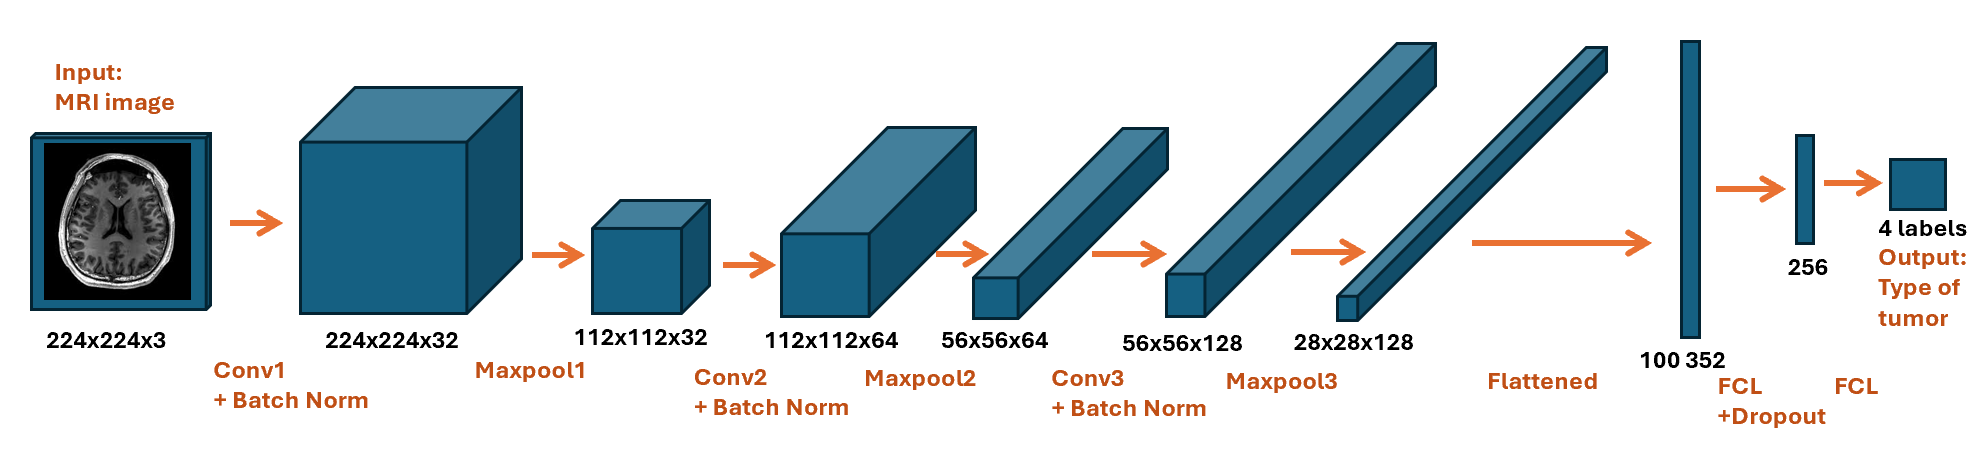 Input:
MRI image
224x224x3
Conv1
+ Batch Norm
224x224x32
Maxpool1
112x112x32
Conv2
+ Batch Norm
112x112x64
Maxpool2
56x56x64
Conv3
+ Batch Norm
56x56x128
Maxpool3
28x28x128
Flattened
100 352
FCL
+Dropout
256
FCL
4 labels
Output:
Type of
tumor